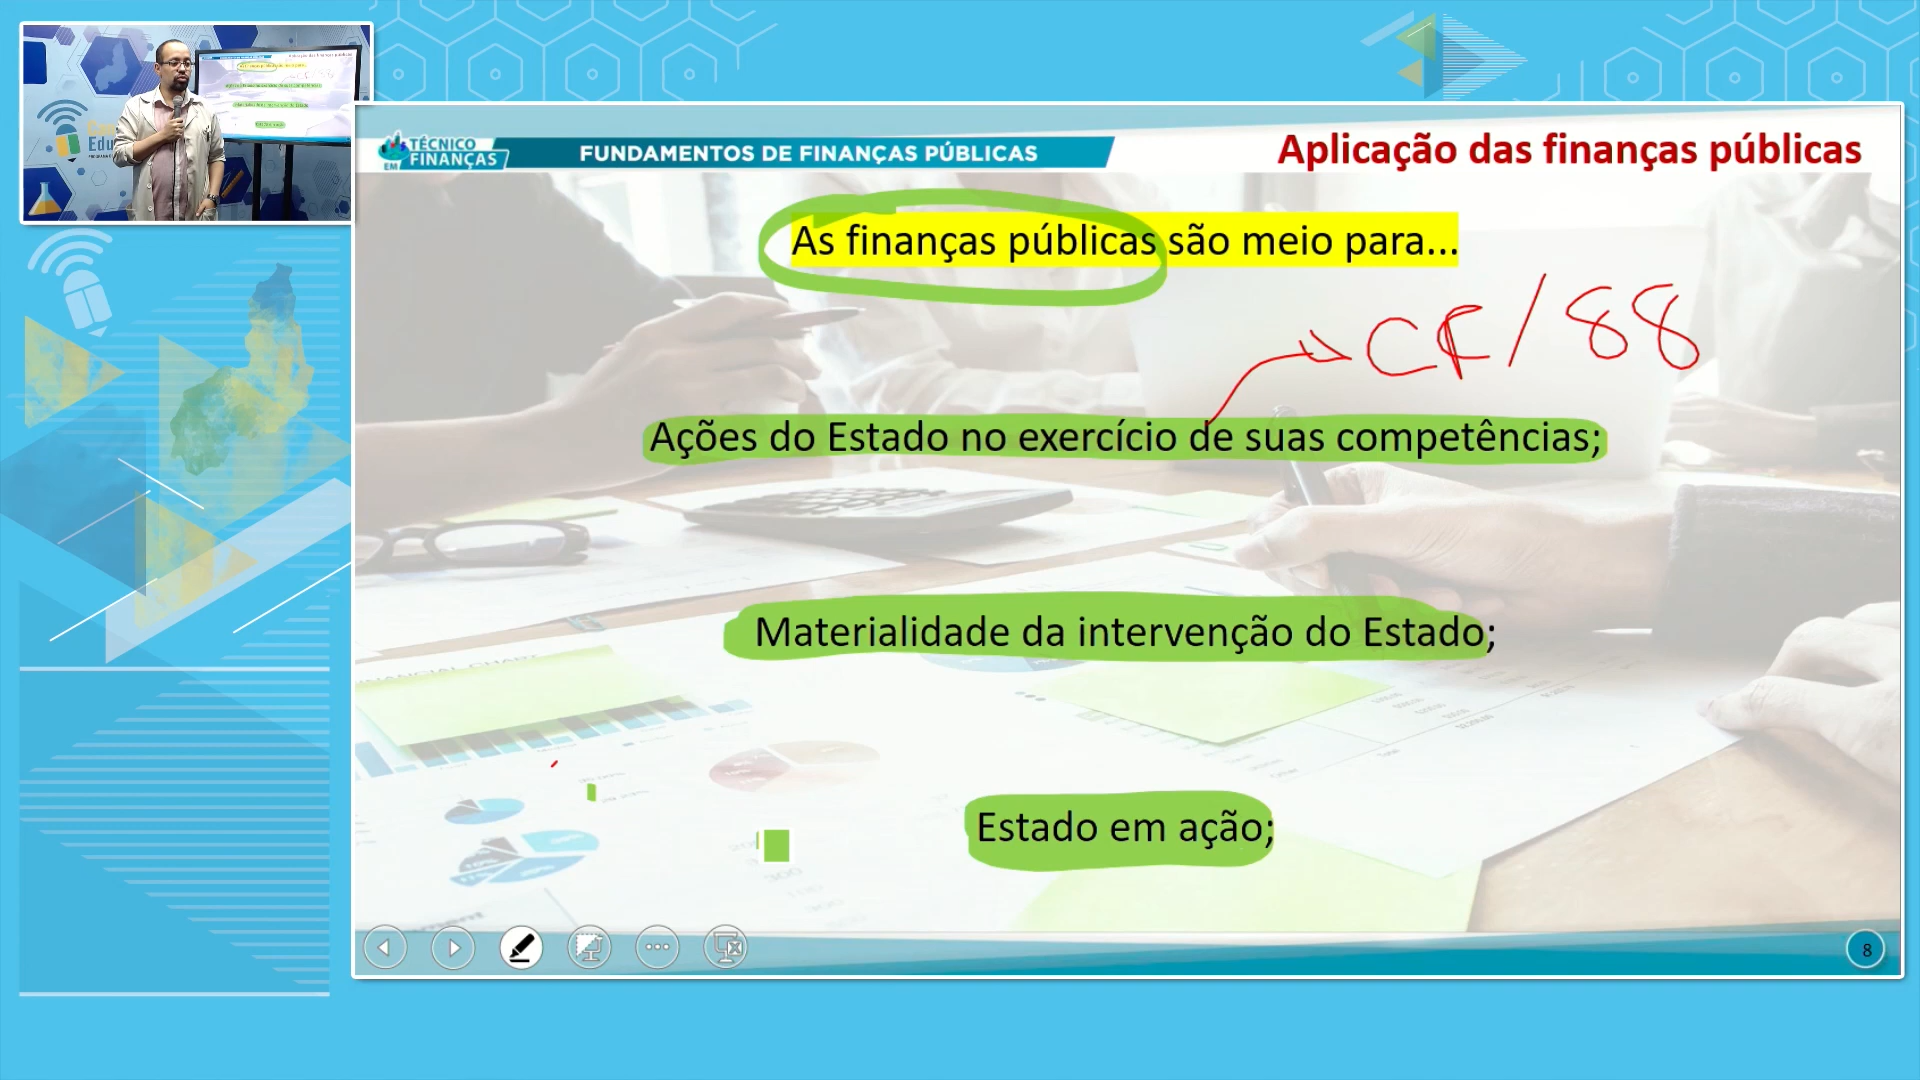 TÉCNICO
EM FINANÇAS
FUNDAMENTOS DE FINANÇAS PÚBLICAS
Aplicação das finanças públicas
As finanças públicas são meio para...
CF/88
Ações do Estado no exercício de suas competências;
Materialidade da intervenção do Estado;
Estado em ação;
8